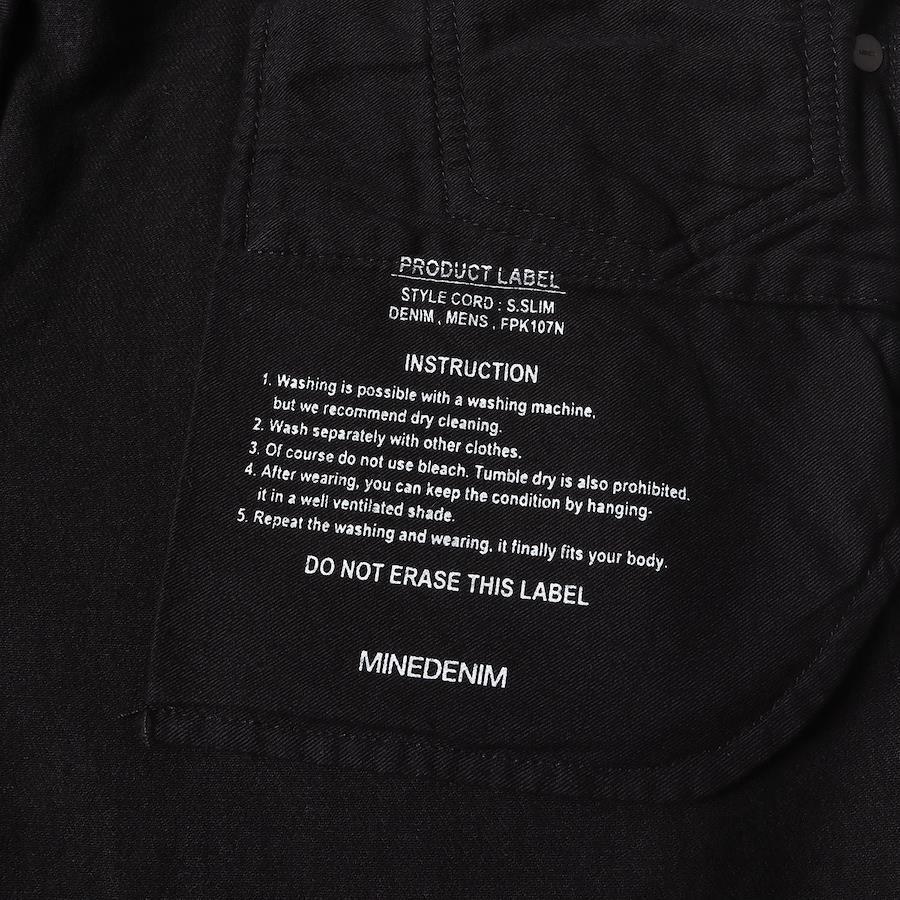 PRODUCT LABEL
STYLE CORD : S.SLIM
DENIM , MENS , FPK107N
INSTRUCTION
1. Washing is possible with a washing machine,
but we recommend dry cleaning.
2. Wash separately with other clothes.
3. Of course do not use bleach. Tumble dry is also prohibited.
4. After wearing, you can keep the condition by hanging-
it in a well ventilated shade.
5. Repeat the washing and wearing, it finally fits your body.
DO NOT ERASE THIS LABEL
MINEDENIM